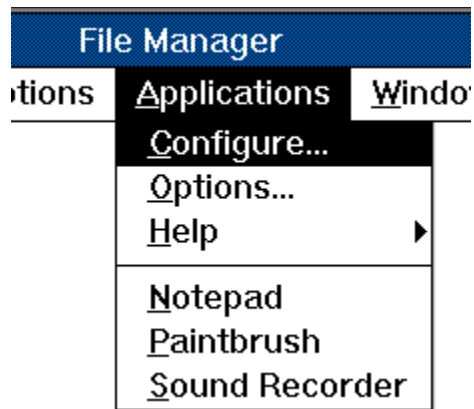 File Manager
tions Applications Windo
Configure...
Options...
Help
Notepad
Paintbrush
Sound Recorder